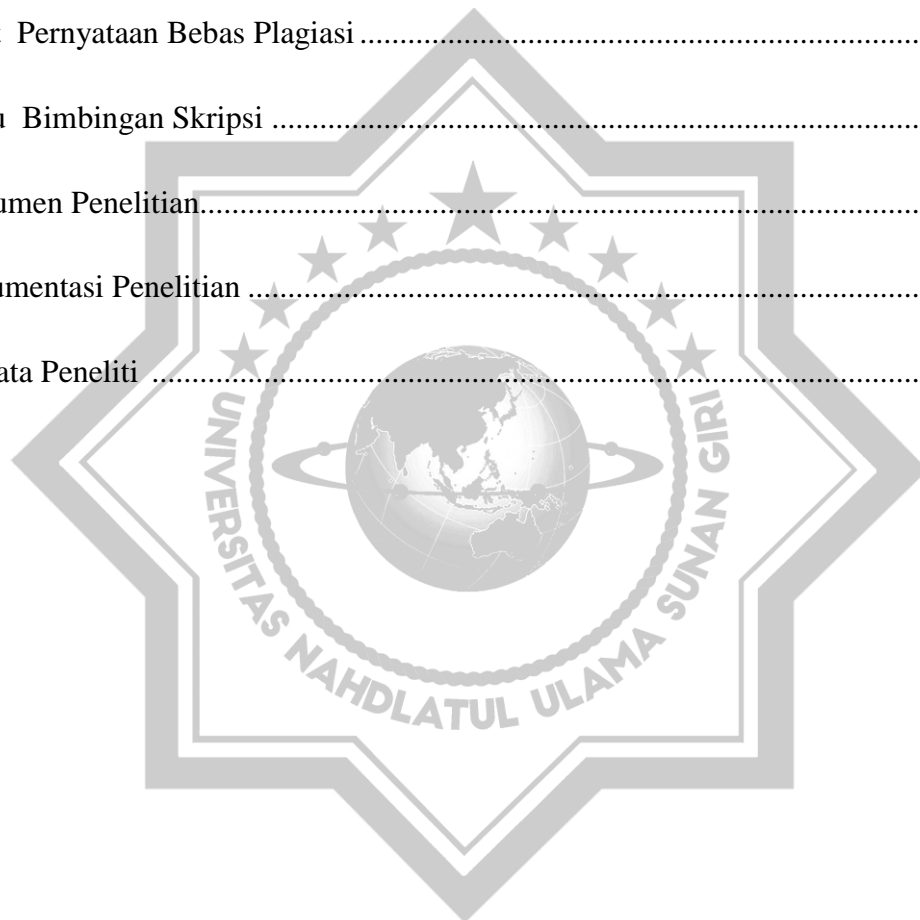 Pernyataan Bebas Plagiasi ................................................................
Bimbingan Skripsi ................................................................
umen Penelitian................................................................
umentasi Penelitian ................................................................
ata Peneliti ................................................................
UNIVERSITAS NAHDLATUL ULAMA SUNAN GIRI